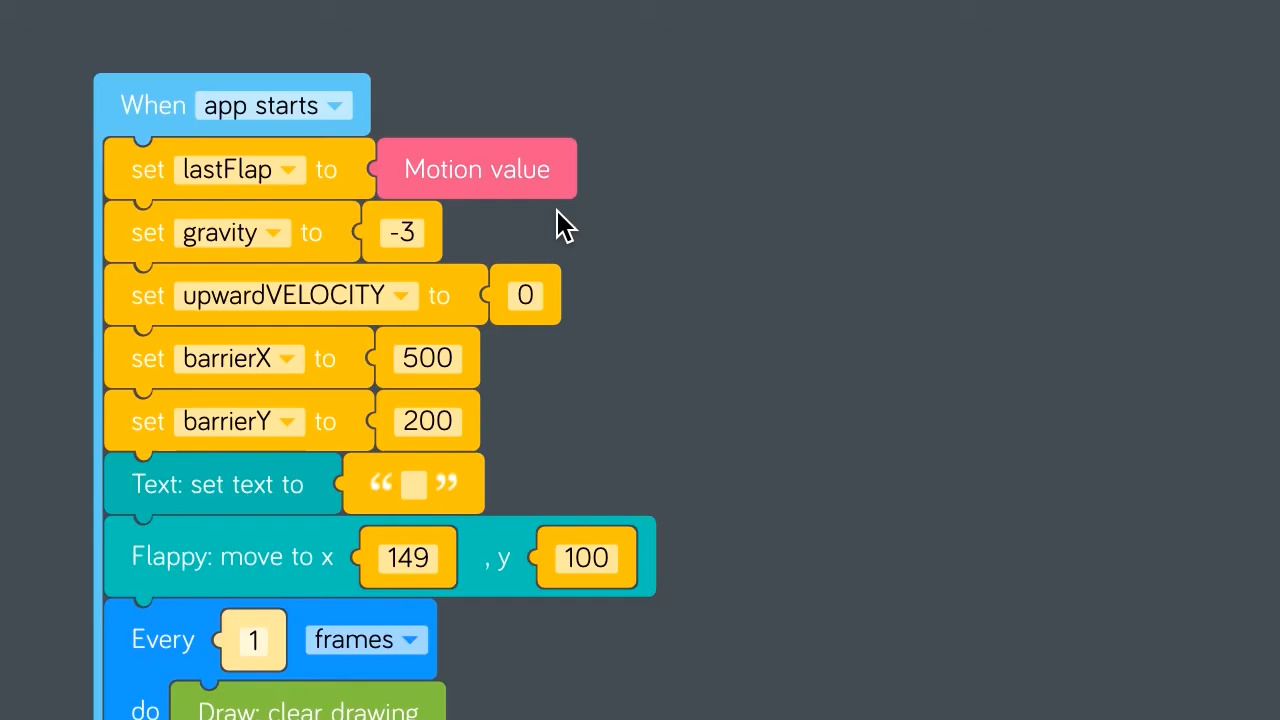 When app starts
set lastFlap to Motion value
set gravity to -3
set upwardVELOCITY to 0
set barrierX to 500
set barrierY to 200
Text: set text to “ ”
Flappy: move to x 149 , y 100
Every 1 frames
do Draw: clear drawing